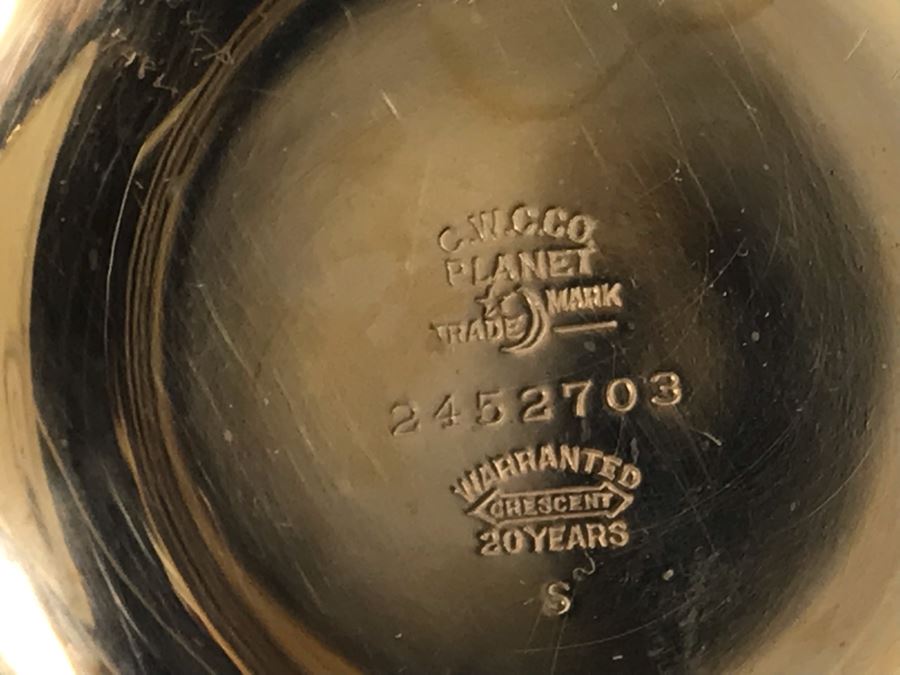 C.W.C.CO.
PLANET
TRADE MARK
2452703
WARRANTED
CRESCENT
20 YEARS
S